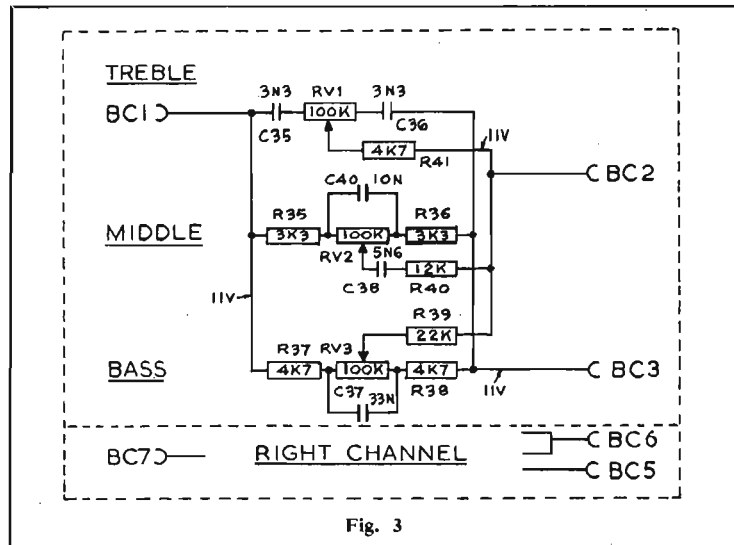 TREBLE
3N3 RV1 3N3
BC1
100K
C35 C36
11V
4K7
R41
BC2
C40 10N
R35 R36
MIDDLE
3K3 100K 3K3
RV2 5N6
12K
C38 R40
11V
R39
22K
R37 RV3
BASS
4K7 100K 4K7
BC3
C37 33N R38
11V
BC7 RIGHT CHANNEL
BC6
BC5
Fig. 3